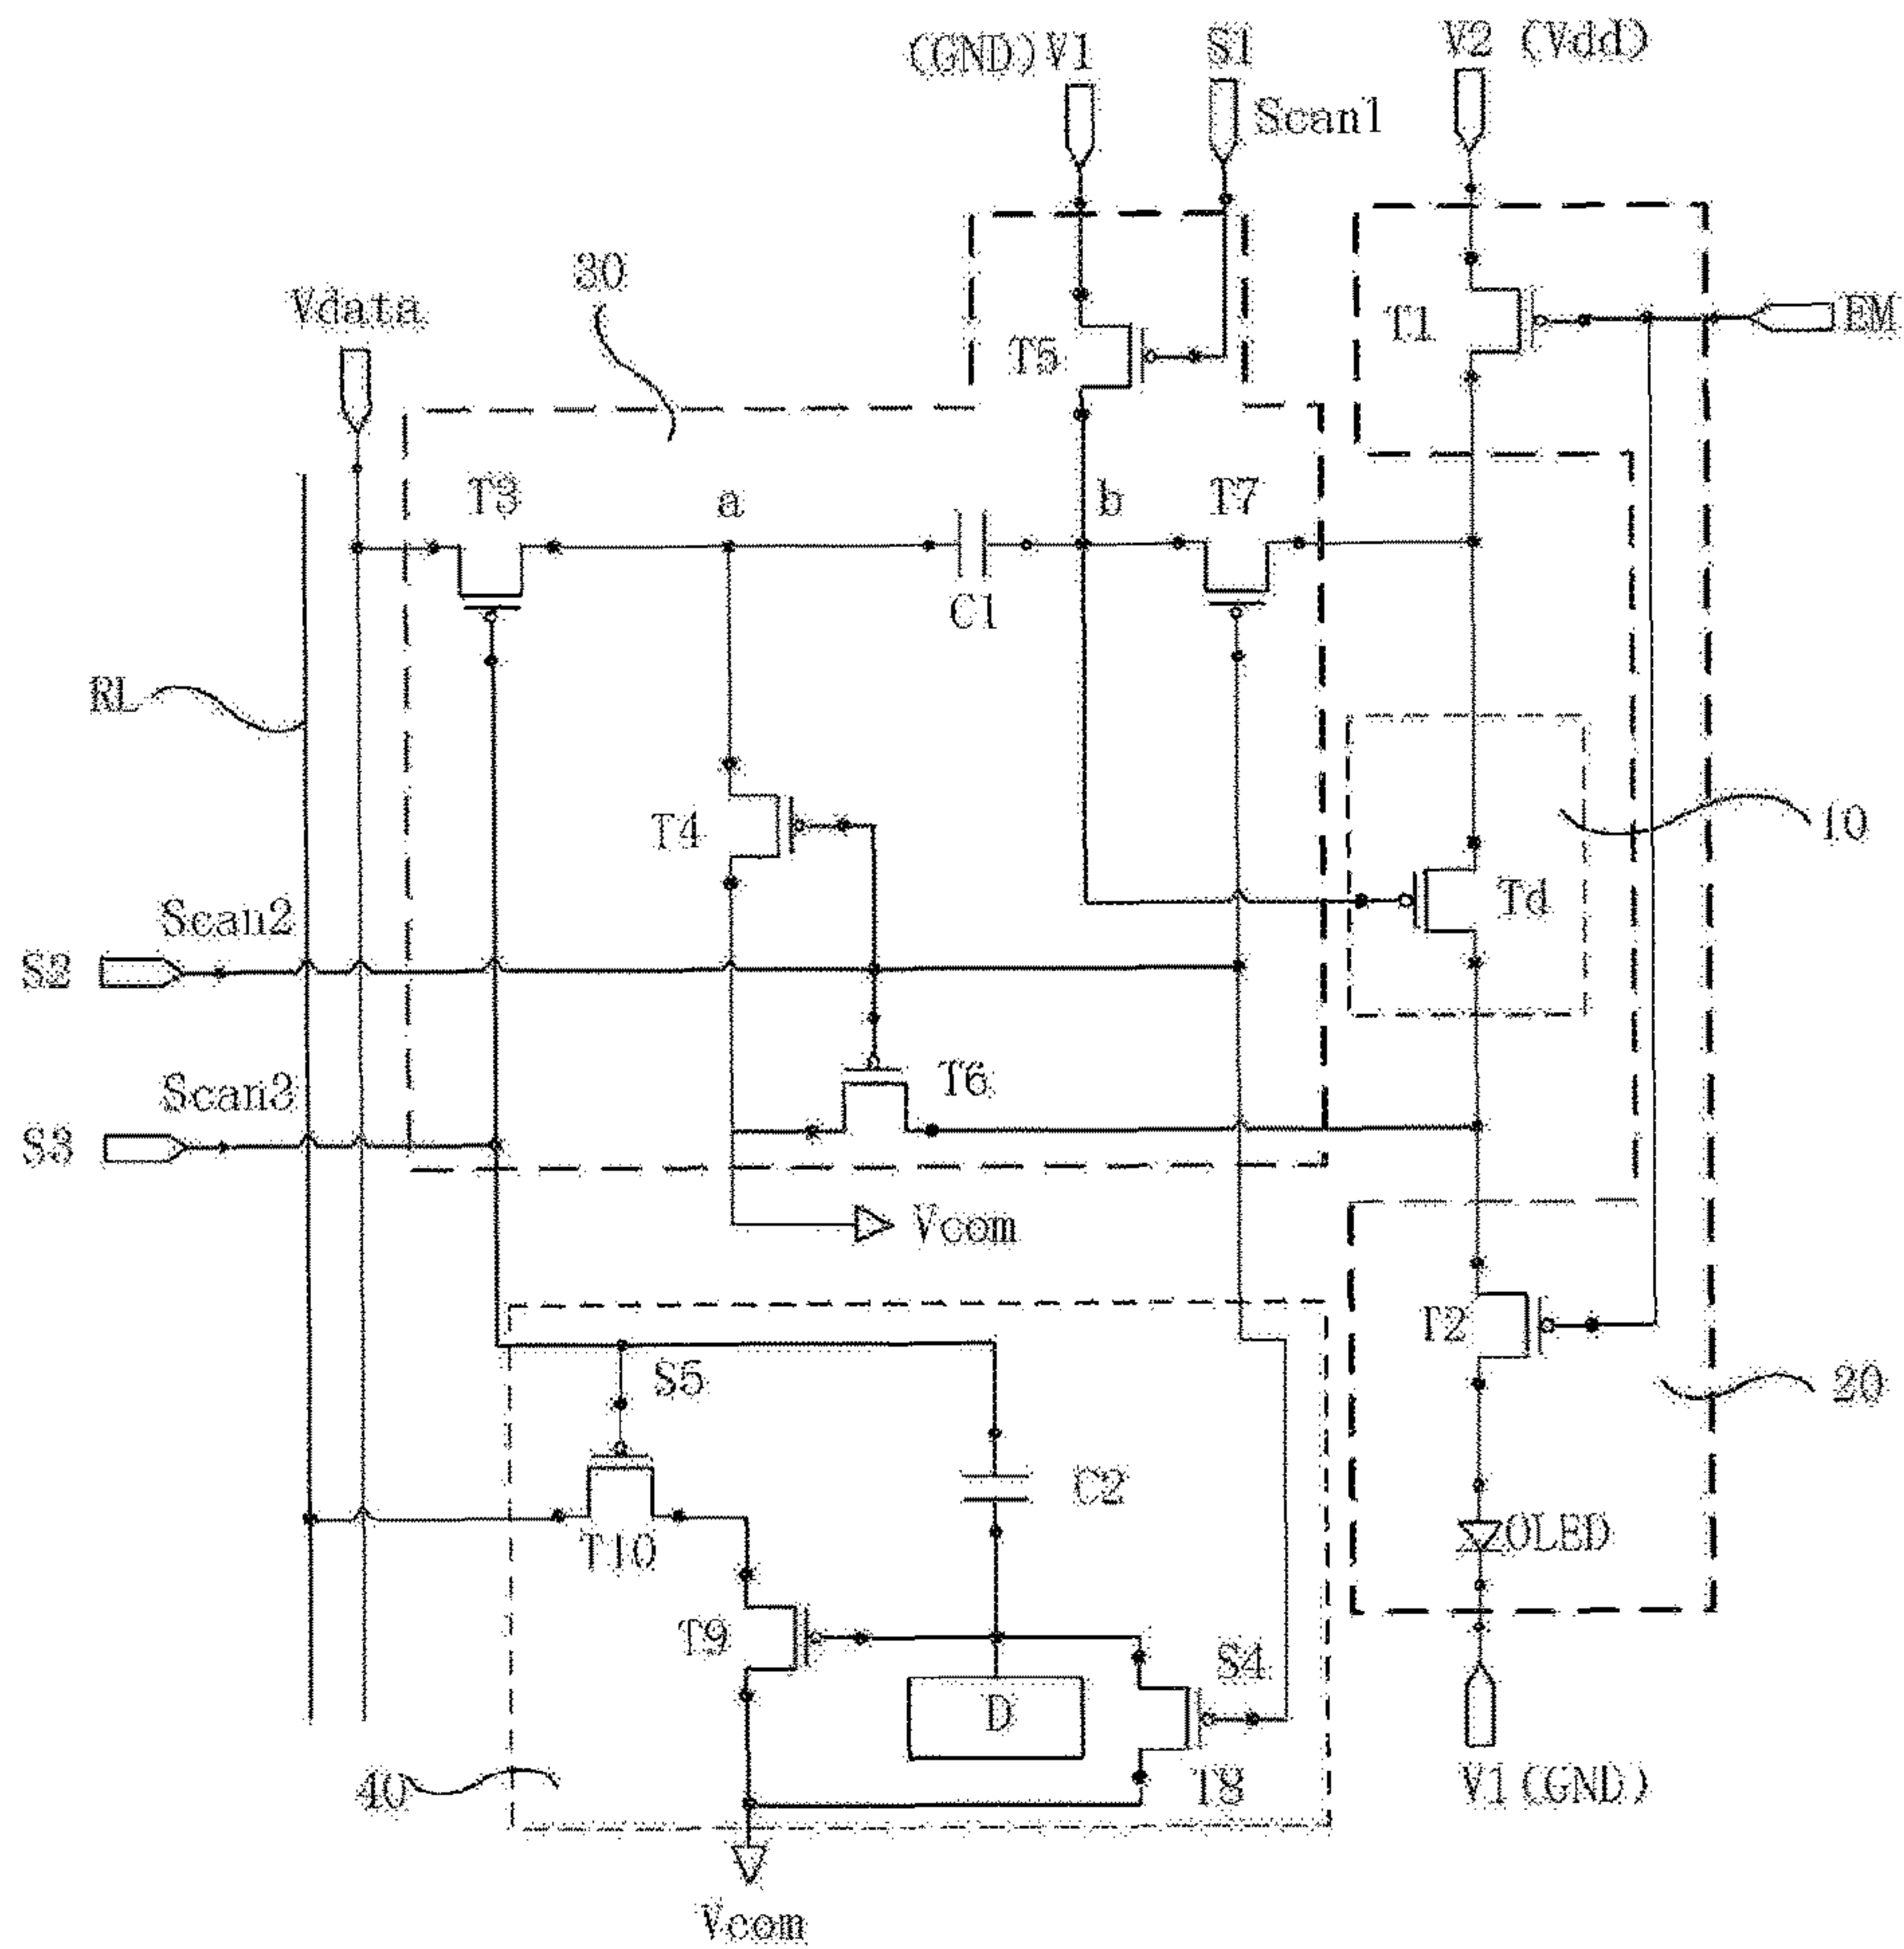 (GND) V1
S1
V2 (Vdd)
Scan1
30
Vdata
T1
EM
T5
T3
a
b
T7
C1
RL
T4
10
Td
Scan2
S2
T6
Scan3
S3
Vcom
T2
S5
20
C2
OLED
T10
T9
S4
D
40
T8
V1(GND)
Vcom